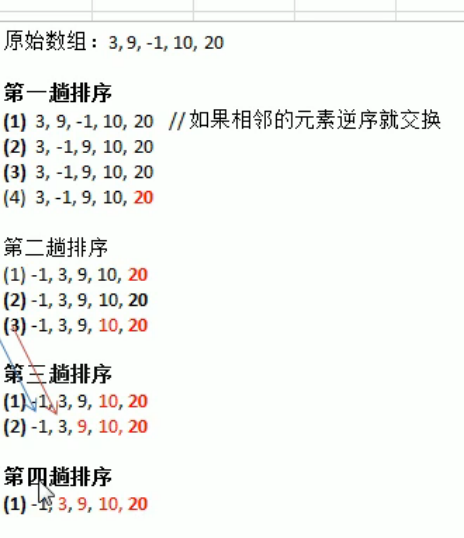 原始数组：3, 9, -1, 10, 20
第一趟排序
(1) 3, 9, -1, 10, 20 // 如果相邻的元素逆序就交换
(2) 3, -1, 9, 10, 20
(3) 3, -1, 9, 10, 20
(4) 3, -1, 9, 10, 20
第二趟排序
(1) -1, 3, 9, 10, 20
(2) -1, 3, 9, 10, 20
(3) -1, 3, 9, 10, 20
第三趟排序
(1) -1, 3, 9, 10, 20
(2) -1, 3, 9, 10, 20
第四趟排序
(1) -1, 3, 9, 10, 20